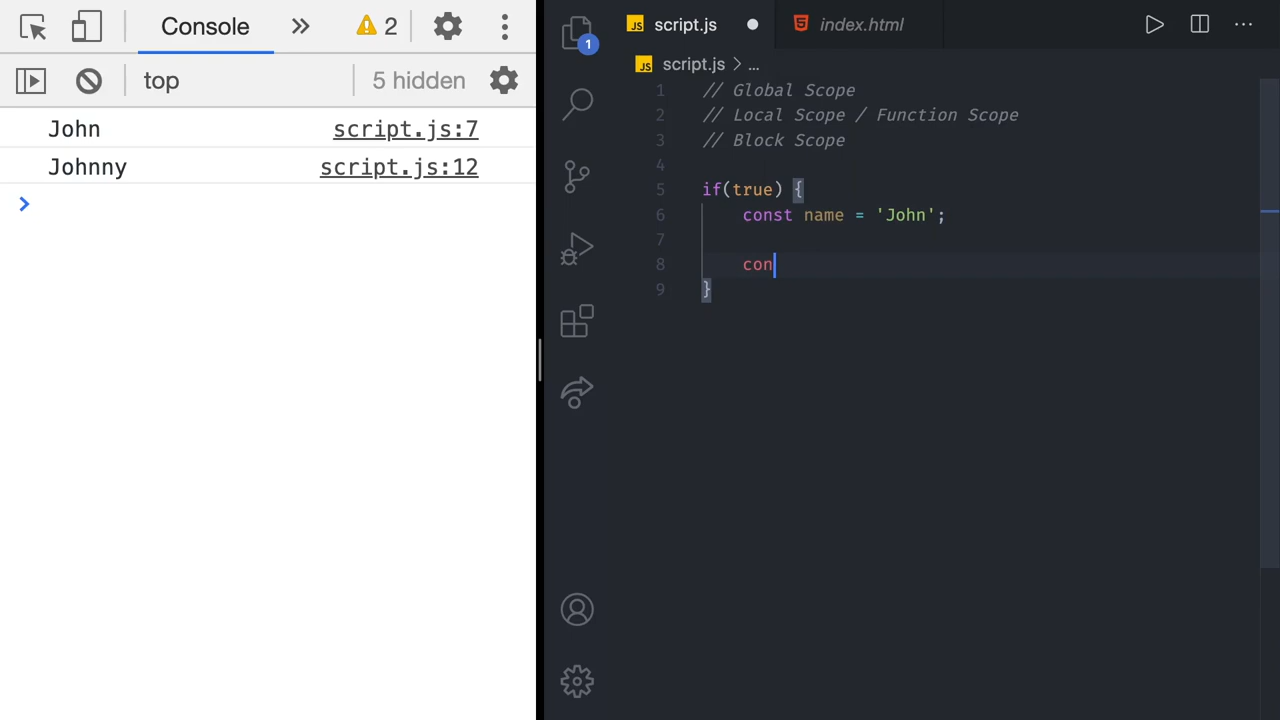 Console
2
top
5 hidden
John script.js:7
Johnny script.js:12
1
JS script.js
index.html
JS script.js > ...
1 // Global Scope
2 // Local Scope / Function Scope
3 // Block Scope
4
5 if(true) {
6 const name = 'John';
7
8 con
9 }